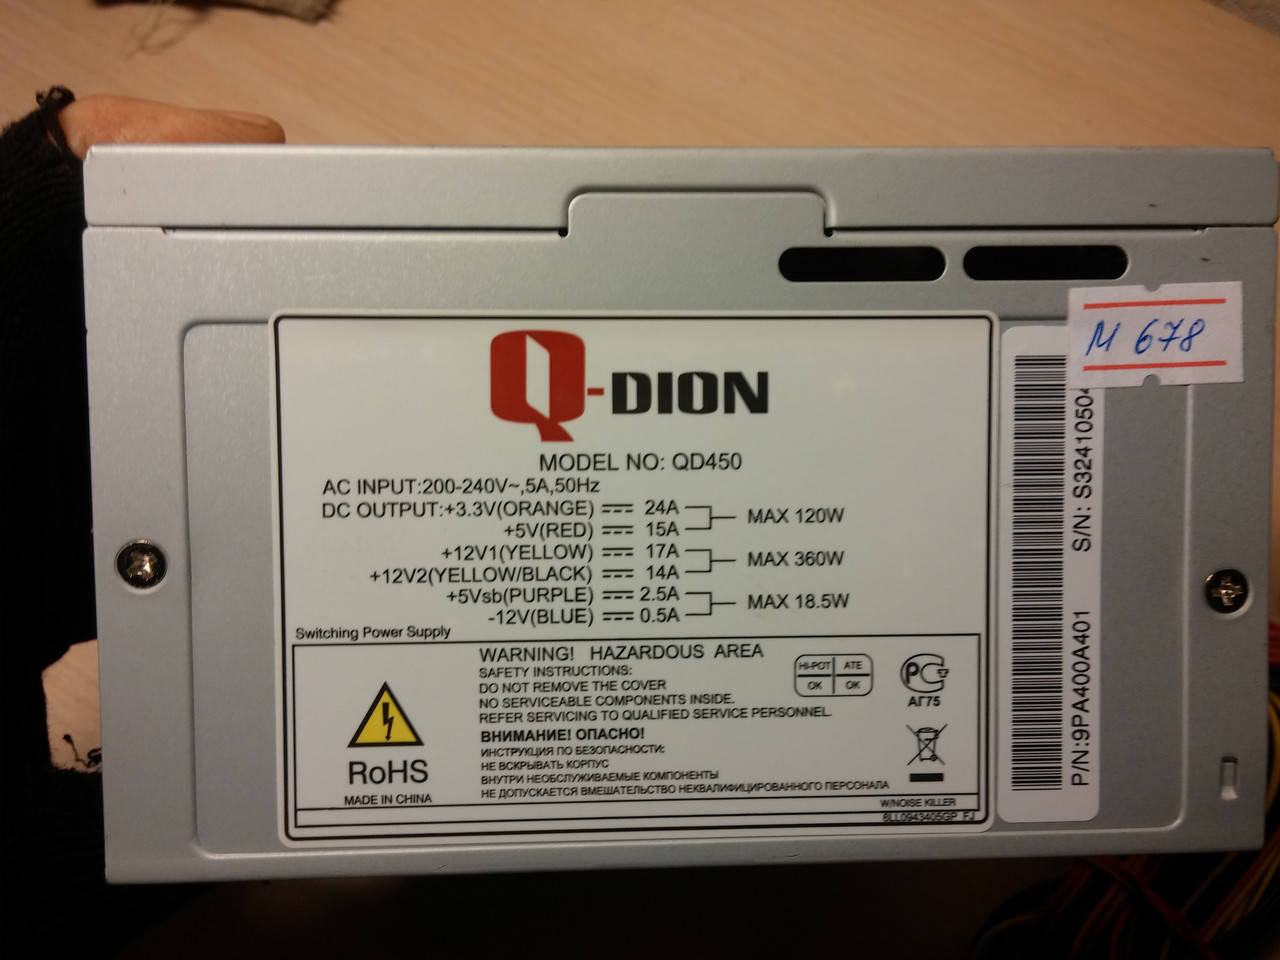 Q-DION
MODEL NO: QD450
AC INPUT:200-240V~,5A,50Hz
DC OUTPUT:+3.3V(ORANGE) 24A
MAX 120W
+5V(RED) 15A
+12V1(YELLOW) 17A
MAX 360W
+12V2(YELLOW/BLACK) 14A
+5Vsb(PURPLE) 2.5A
MAX 18.5W
-12V(BLUE) 0.5A
Switching Power Supply
WARNING! HAZARDOUS AREA
SAFETY INSTRUCTIONS:
DO NOT REMOVE THE COVER
NO SERVICEABLE COMPONENTS INSIDE.
REFER SERVICING TO QUALIFIED SERVICE PERSONNEL.
ВНИМАНИЕ! ОПАСНО!
ИНСТРУКЦИЯ ПО БЕЗОПАСНОСТИ:
НЕ ВСКРЫВАТЬ КОРПУС
ВНУТРИ НЕОБСЛУЖИВАЕМЫЕ КОМПОНЕНТЫ
НЕ ДОПУСКАЕТСЯ ВМЕШАТЕЛЬСТВО НЕКВАЛИФИЦИРОВАННОГО ПЕРСОНАЛА
RoHS
MADE IN CHINA
HI-POT ATE
OK OK
АГ75
W/NOISE KILLER
6LL0943405GP FJ
М 678
S/N: S32410504
P/N:9PA400A401